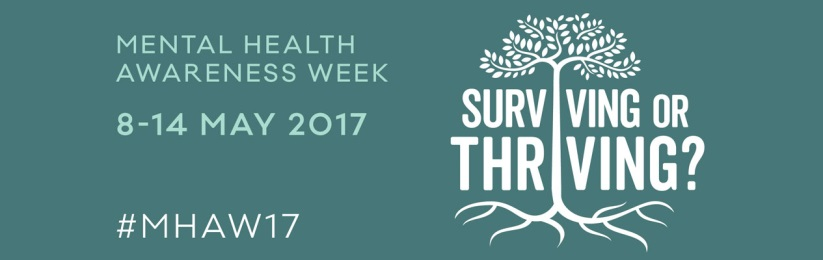 MENTAL HEALTH
AWARENESS WEEK
8-14 MAY 2017
#MHAW17
SURVIVING OR
THRIVING?